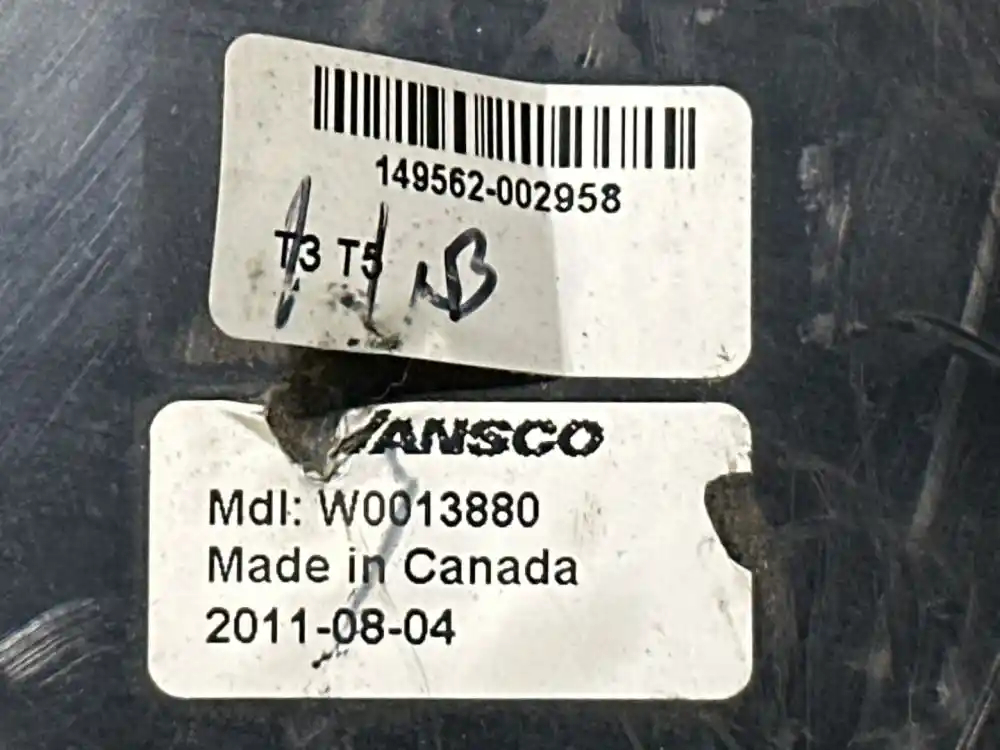 149562-002958
T3 T5
ANSCO
Mdl: W0013880
Made in Canada
2011-08-04